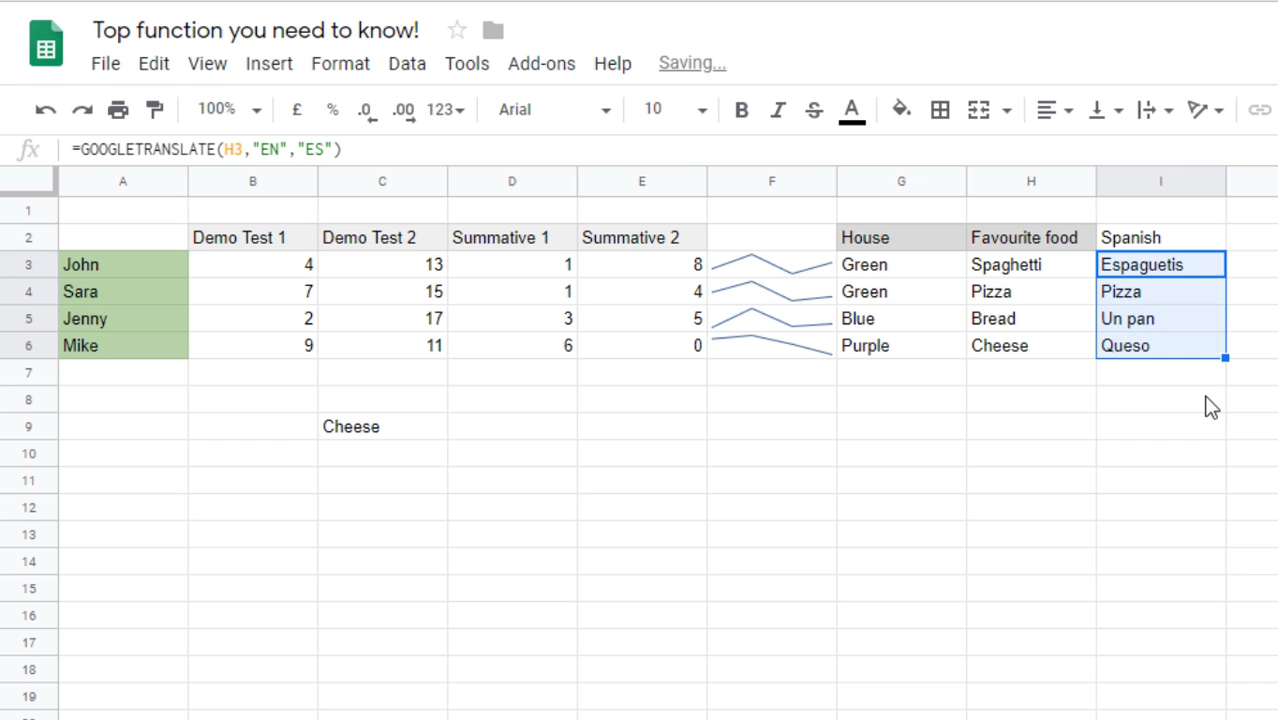 Top function you need to know!
File Edit View Insert Format Data Tools Add-ons Help Saving...
100% £ % .0 .00 123 Arial 10 B I S A
fx =GOOGLETRANSLATE(H3,"EN","ES")
A B C D E F G H I
1
2 Demo Test 1 Demo Test 2 Summative 1 Summative 2 House Favourite food Spanish
3 John 4 13 1 8 Green Spaghetti Espaguetis
4 Sara 7 15 1 4 Green Pizza Pizza
5 Jenny 2 17 3 5 Blue Bread Un pan
6 Mike 9 11 6 0 Purple Cheese Queso
7
8
9 Cheese
10
11
12
13
14
15
16
17
18
19